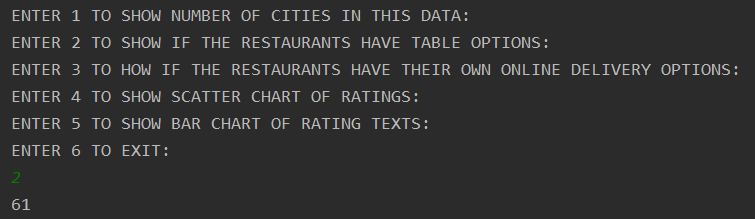 ENTER 1 TO SHOW NUMBER OF CITIES IN THIS DATA:
ENTER 2 TO SHOW IF THE RESTAURANTS HAVE TABLE OPTIONS:
ENTER 3 TO HOW IF THE RESTAURANTS HAVE THEIR OWN ONLINE DELIVERY OPTIONS:
ENTER 4 TO SHOW SCATTER CHART OF RATINGS:
ENTER 5 TO SHOW BAR CHART OF RATING TEXTS:
ENTER 6 TO EXIT:
2
61